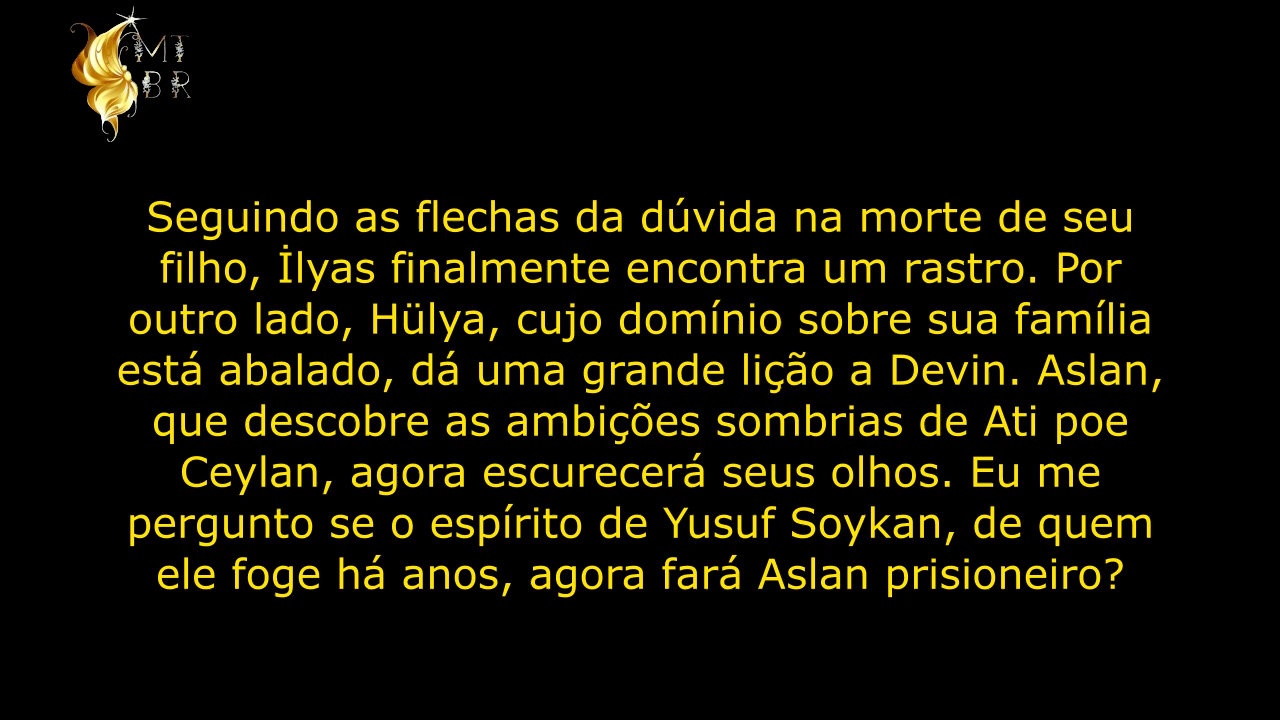 MT
BR
Seguindo as flechas da dúvida na morte de seu
filho, İlyas finalmente encontra um rastro. Por
outro lado, Hülya, cujo domínio sobre sua família
está abalado, dá uma grande lição a Devin. Aslan,
que descobre as ambições sombrias de Ati poe
Ceylan, agora escurecerá seus olhos. Eu me
pergunto se o espírito de Yusuf Soykan, de quem
ele foge há anos, agora fará Aslan prisioneiro?